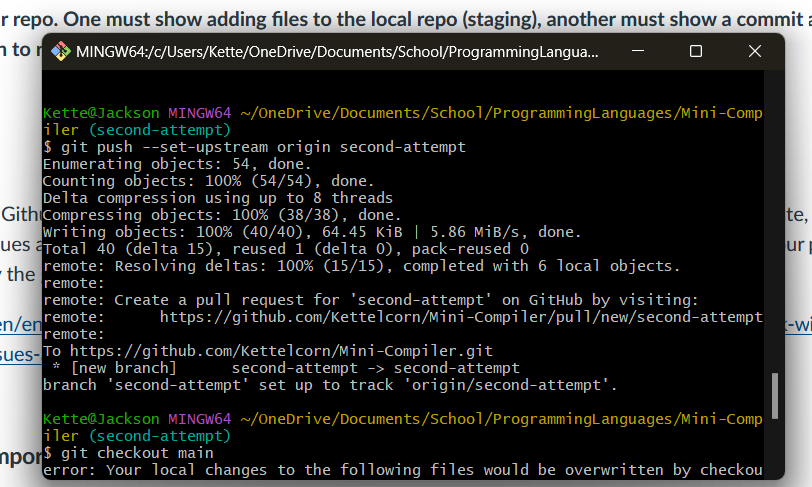 r repo. One must show adding files to the local repo (staging), another must show a commit a
n to r
MINGW64:/c/Users/Kette/OneDrive/Documents/School/ProgrammingLangua...
Kette@Jackson MINGW64 ~/OneDrive/Documents/School/ProgrammingLanguages/Mini-Comp
iler (second-attempt)
$ git push --set-upstream origin second-attempt
Enumerating objects: 54, done.
Counting objects: 100% (54/54), done.
Delta compression using up to 8 threads
Compressing objects: 100% (38/38), done.
Writing objects: 100% (40/40), 64.45 KiB | 5.86 MiB/s, done.
Total 40 (delta 15), reused 1 (delta 0), pack-reused 0
remote: Resolving deltas: 100% (15/15), completed with 6 local objects.
remote:
remote: Create a pull request for 'second-attempt' on GitHub by visiting:
remote:      https://github.com/Kettelcorn/Mini-Compiler/pull/new/second-attempt
remote:
To https://github.com/Kettelcorn/Mini-Compiler.git
 * [new branch]      second-attempt -> second-attempt
branch 'second-attempt' set up to track 'origin/second-attempt'.
Kette@Jackson MINGW64 ~/OneDrive/Documents/School/ProgrammingLanguages/Mini-Comp
iler (second-attempt)
$ git checkout main
error: Your local changes to the following files would be overwritten by checkou
Gith
te,
ues a
ur p
y the
en/en
k-wi
sues-
mpor